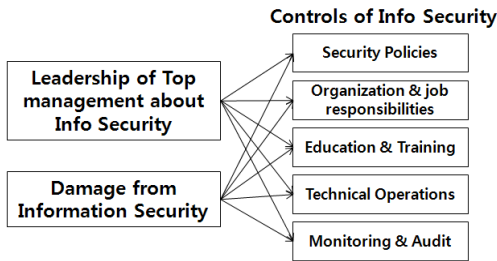 Controls of Info Security
Leadership of Top
management about
Info Security
Damage from
Information Security
Security Policies
Organization & job
responsibilities
Education & Training
Technical Operations
Monitoring & Audit